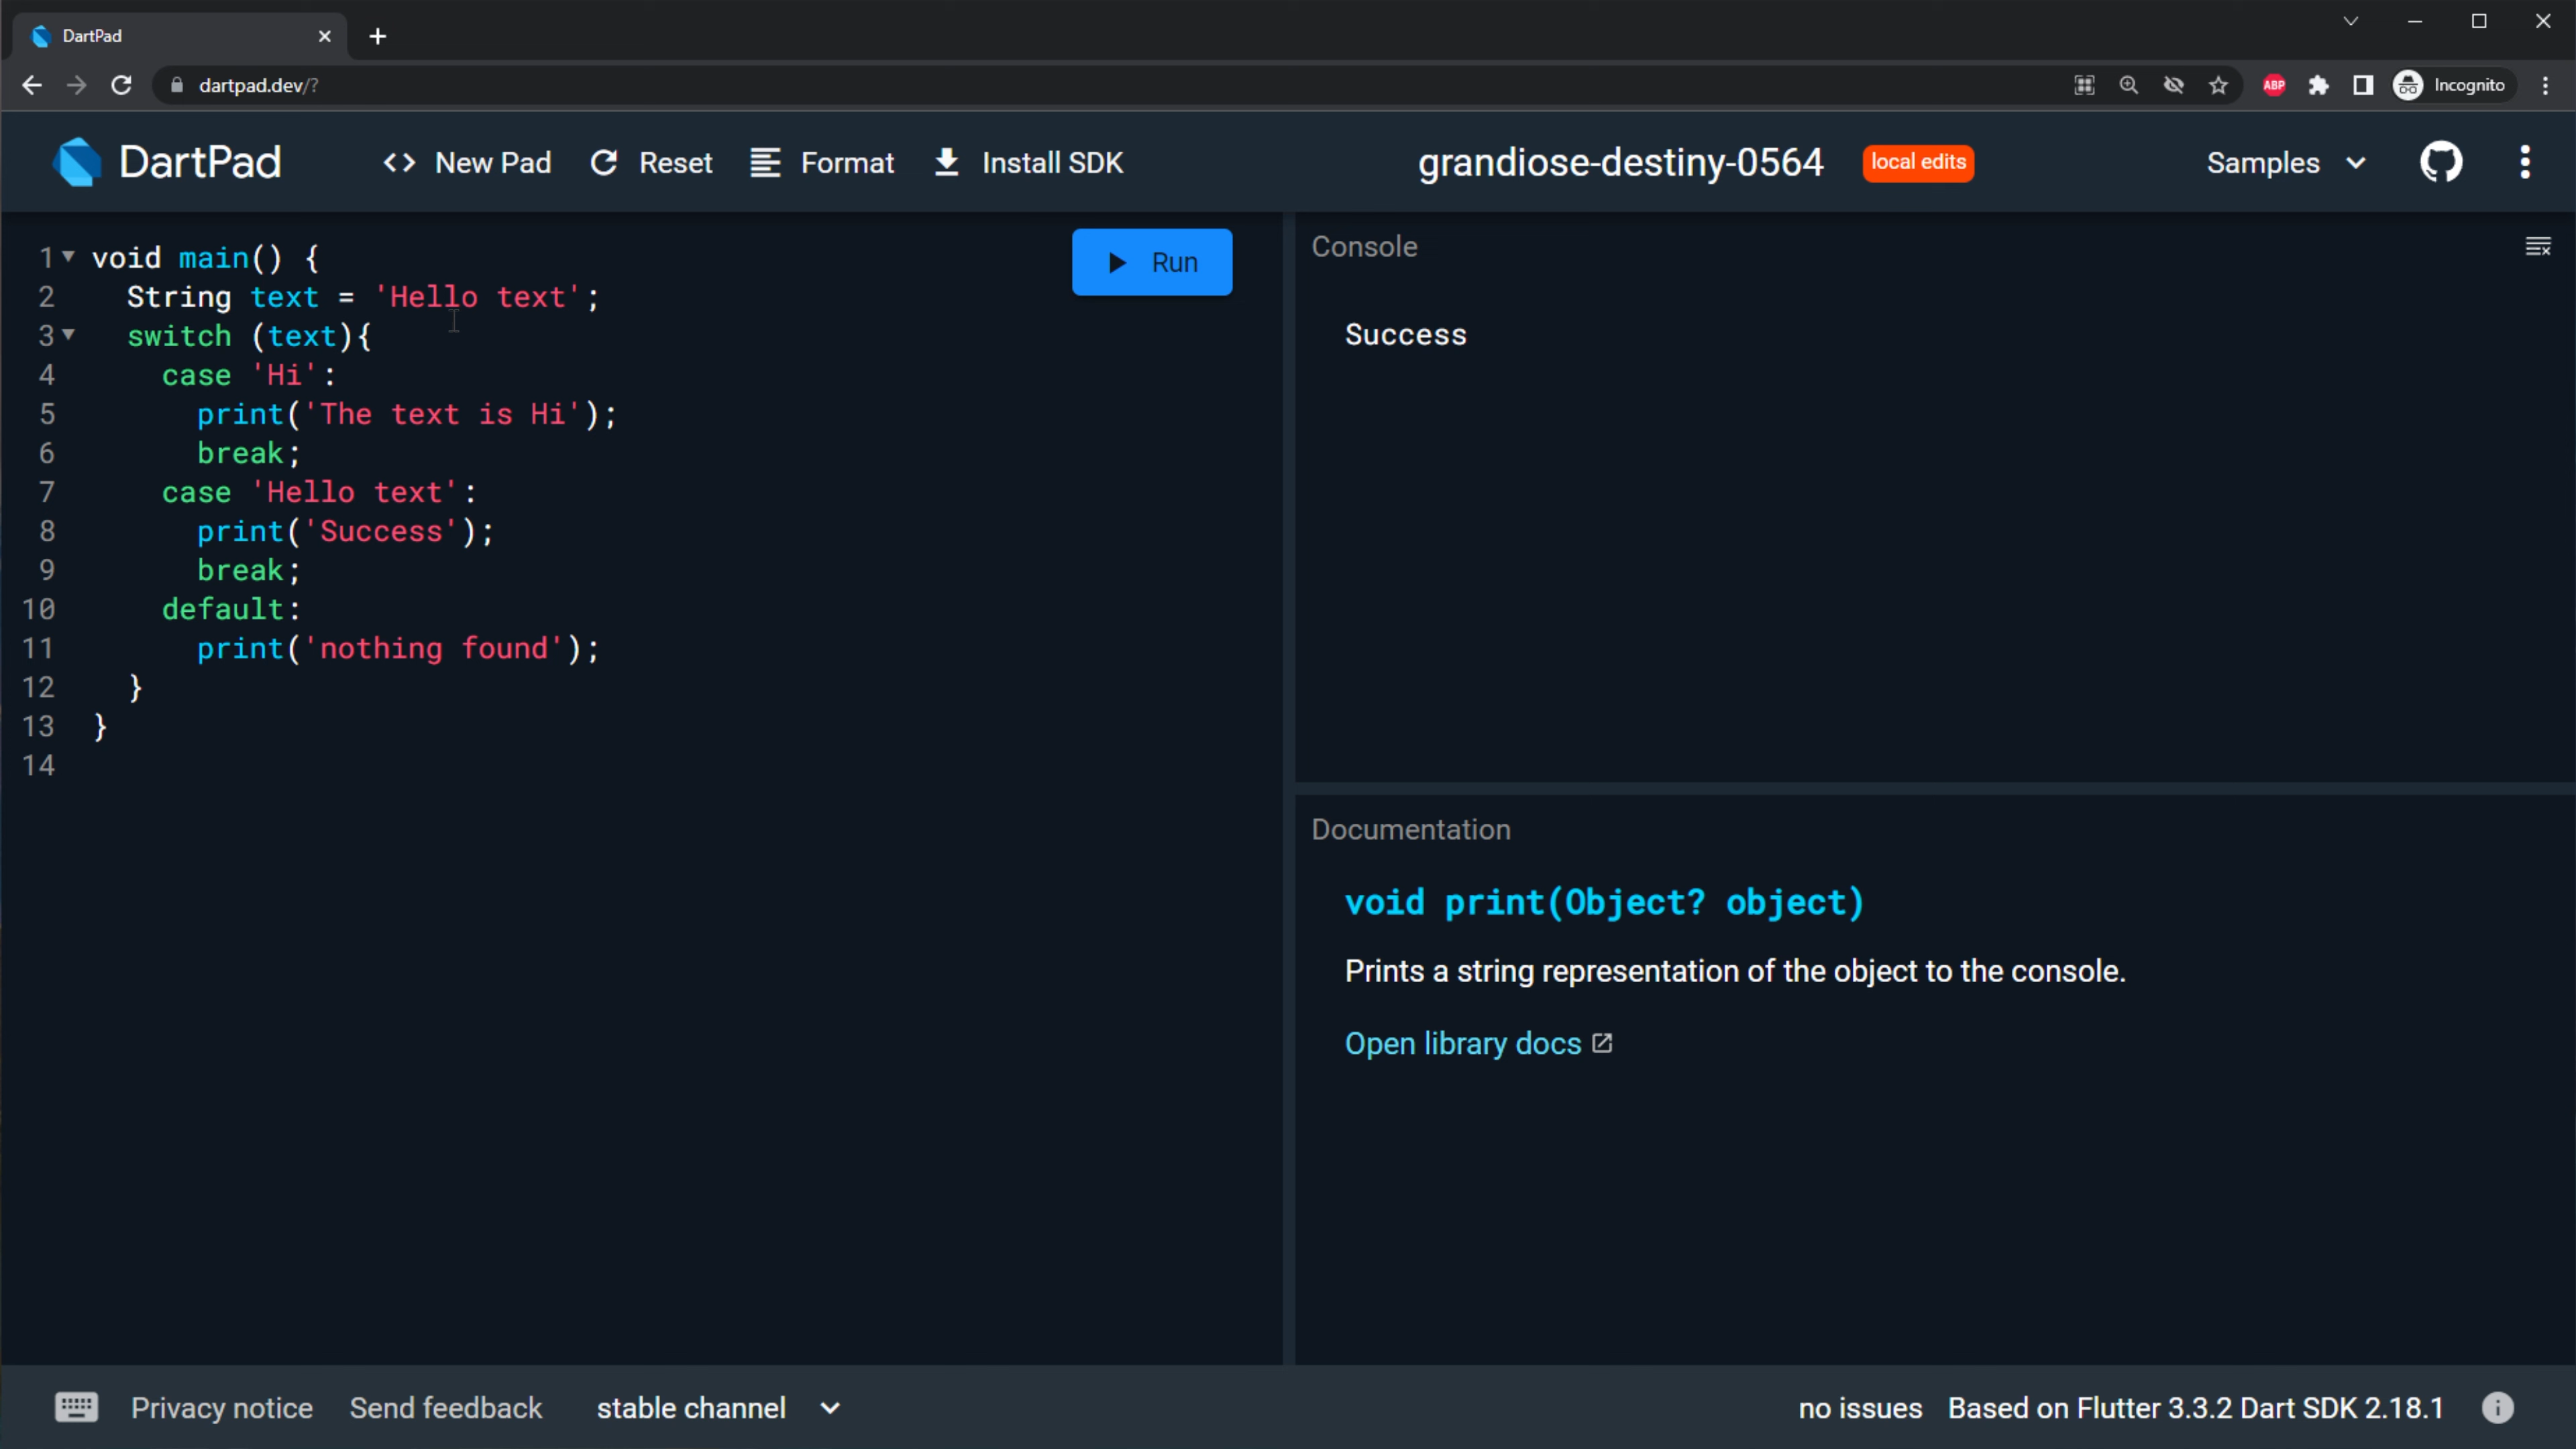 DartPad
dartpad.dev/?
ABP
Incognito
DartPad
<> New Pad
Reset
Format
Install SDK
grandiose-destiny-0564
local edits
Samples
1 void main() {
2   String text = 'Hello text';
3   switch (text){
4     case 'Hi':
5       print('The text is Hi');
6       break;
7     case 'Hello text':
8       print('Success');
9       break;
10     default:
11       print('nothing found');
12   }
13 }
14
Run
Console
Success
Documentation
void print(Object? object)
Prints a string representation of the object to the console.
Open library docs
Privacy notice
Send feedback
stable channel
no issues
Based on Flutter 3.3.2 Dart SDK 2.18.1